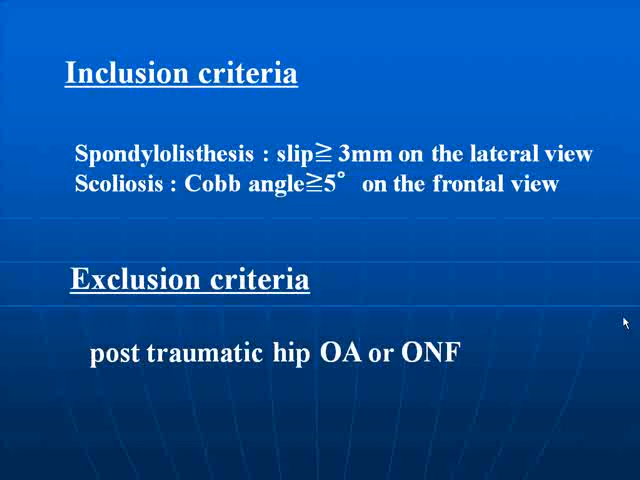 Inclusion criteria
Spondylolisthesis : slip≧ 3mm on the lateral view
Scoliosis : Cobb angle≧5° on the frontal view
Exclusion criteria
post traumatic hip OA or ONF